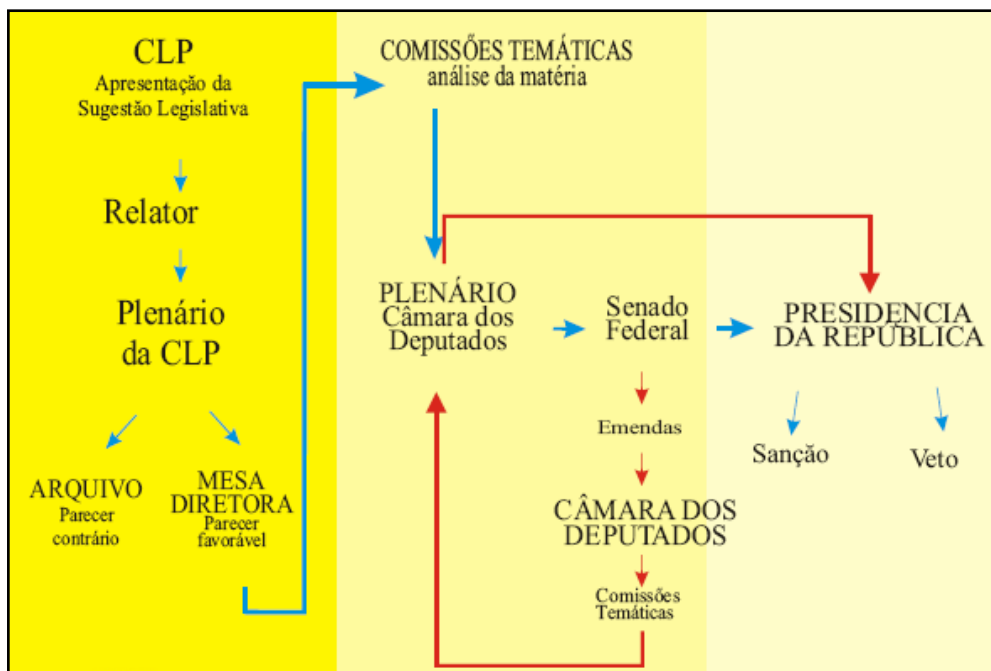 CLP
Apresentação da
Sugestão Legislativa
Relator
Plenário
da CLP
ARQUIVO
Parecer
contrário
MESA
DIRETORA
Parecer
favorável
COMISSÕES TEMÁTICAS
análise da matéria
PLENÁRIO
Câmara dos
Deputados
Senado
Federal
Emendas
CÂMARA DOS
DEPUTADOS
Comissões
Temáticas
PRESIDENCIA
DA REPÚBLICA
Sanção
Veto